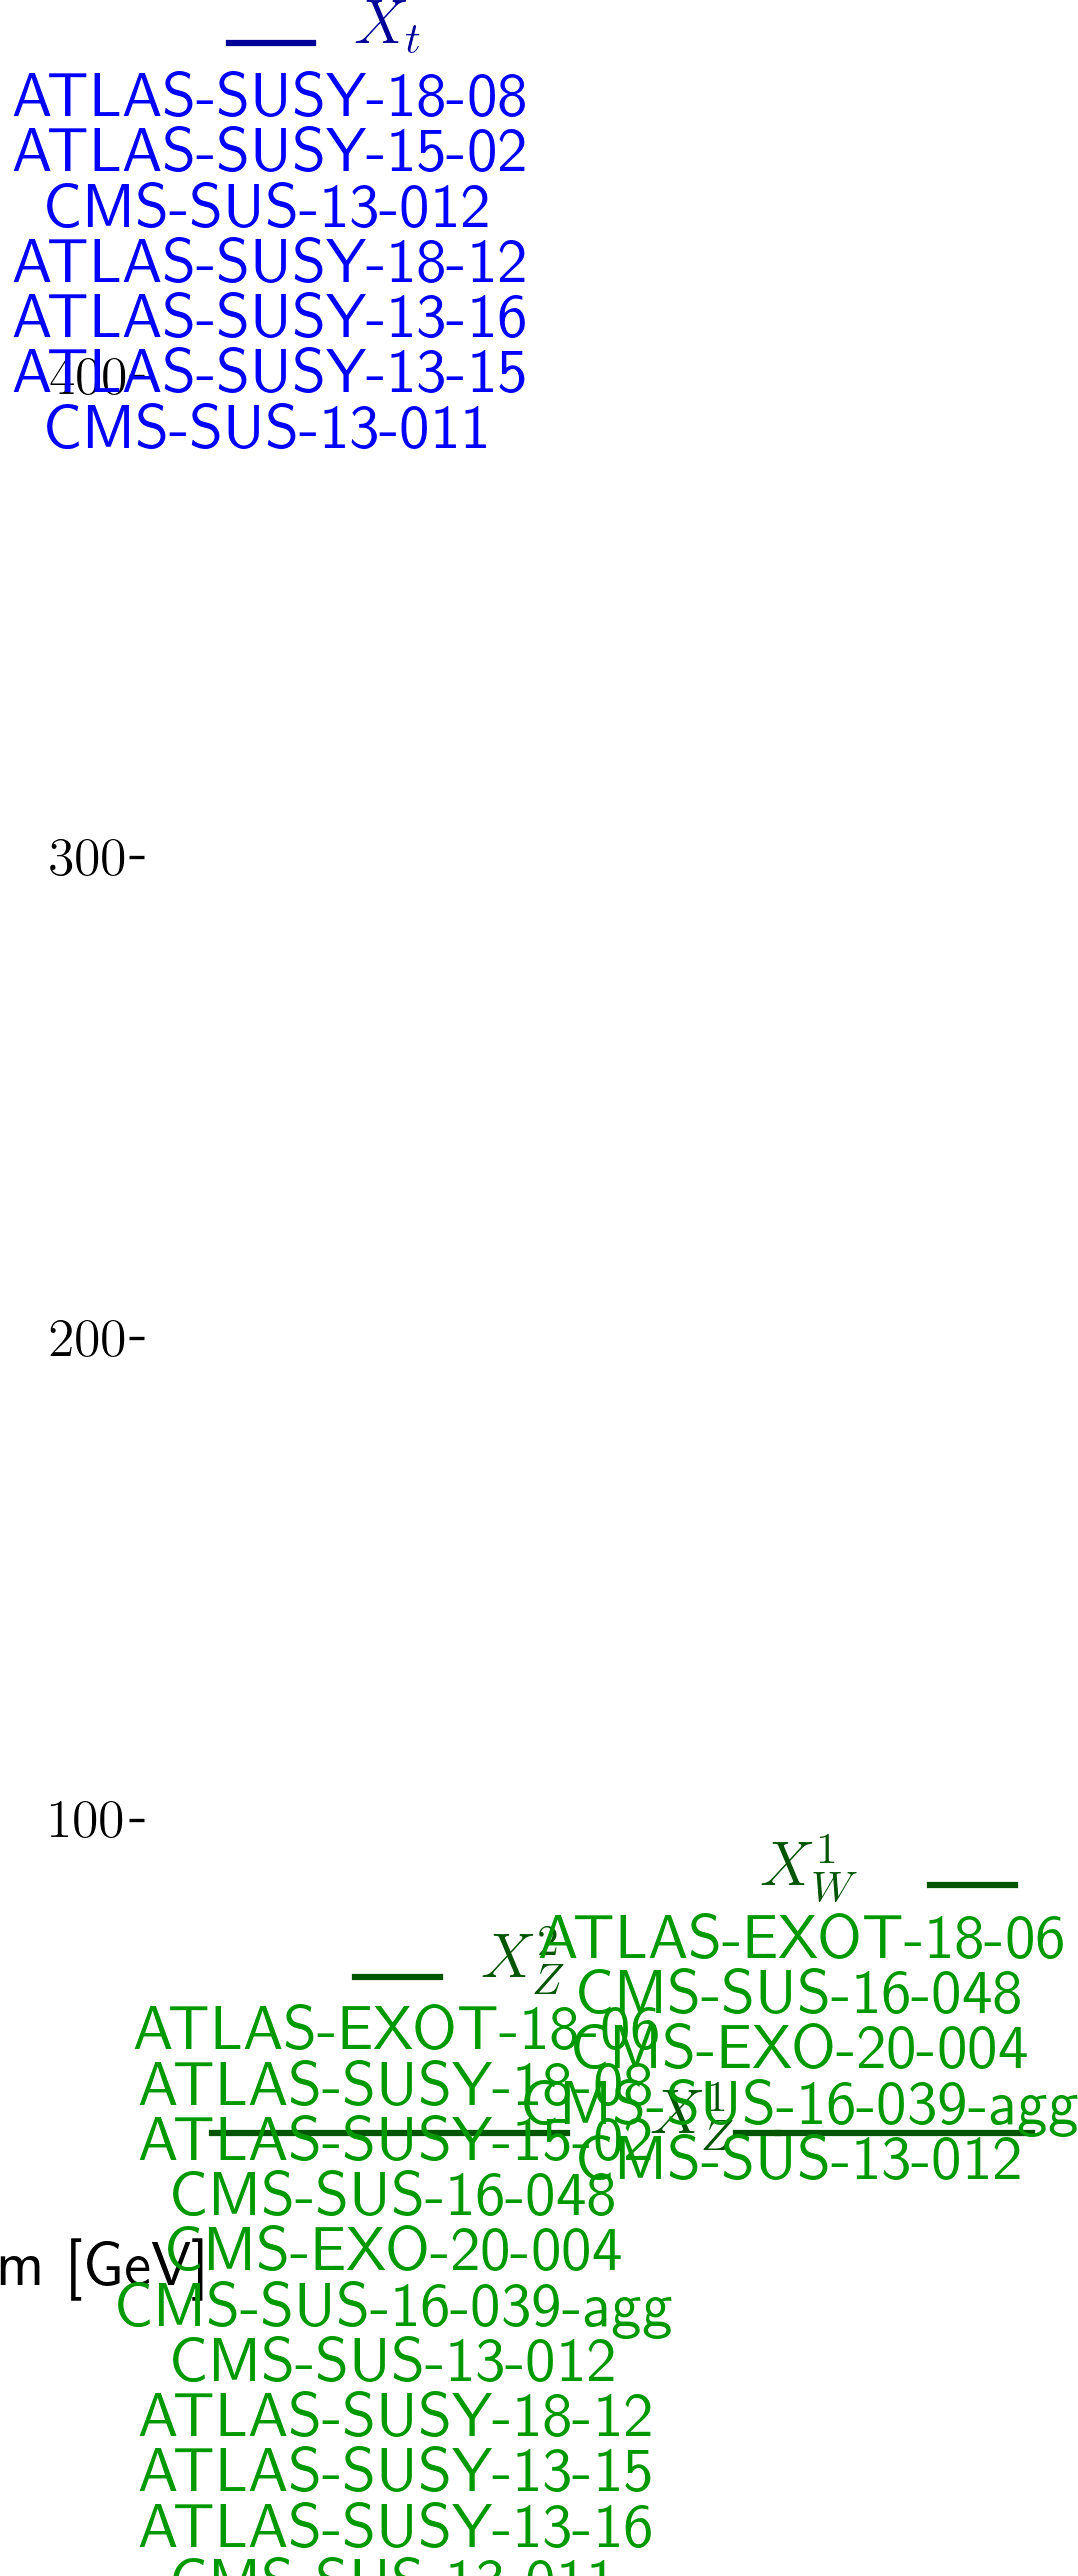 X_t
ATLAS-SUSY-18-08
ATLAS-SUSY-15-02
CMS-SUS-13-012
ATLAS-SUSY-18-12
ATLAS-SUSY-13-16
400
ATLAS-SUSY-13-15
CMS-SUS-13-011
300
200
100
X_W^1
ATLAS-EXOT-18-06
CMS-SUS-16-048
CMS-EXO-20-004
CMS-SUS-16-039-agg
CMS-SUS-13-012
X_Z^2
ATLAS-EXOT-18-06
ATLAS-SUSY-18-08
ATLAS-SUSY-15-02
X_Z^1
CMS-SUS-16-048
CMS-EXO-20-004
m [GeV]
CMS-SUS-16-039-agg
CMS-SUS-13-012
ATLAS-SUSY-18-12
ATLAS-SUSY-13-15
ATLAS-SUSY-13-16
CMS-SUS-13-011